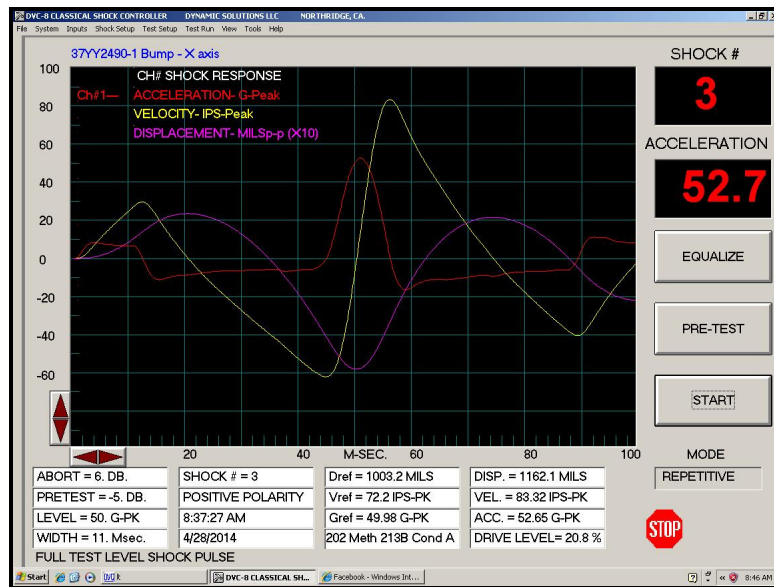 DVC-8 CLASSICAL SHOCK CONTROLLER DYNAMIC SOLUTIONS LLC NORTHRIDGE, CA.
File System Inputs Shock Setup Test Setup Test Run View Tools Help
37YY2490-1 Bump - X axis
SHOCK #
3
ACCELERATION
52.7
EQUALIZE
PRE-TEST
START
MODE
REPETITIVE
STOP
CH# SHOCK RESPONSE
Ch#1— ACCELERATION- G-Peak
VELOCITY- IPS-Peak
DISPLACEMENT- MILSp-p (X10)
100
80
60
40
20
0
-20
-40
-60
20 40 M-SEC. 60 80 100
ABORT = 6. DB. SHOCK # = 3 Dref = 1003.2 MILS DISP. = 1162.1 MILS
PRETEST = -5. DB. POSITIVE POLARITY Vref = 72.2 IPS-PK VEL. = 83.32 IPS-PK
LEVEL = 50. G-PK 8:37:27 AM Gref = 49.98 G-PK ACC. = 52.65 G-PK
WIDTH = 11. Msec. 4/28/2014 202 Meth 213B Cond A DRIVE LEVEL= 20.8 %
FULL TEST LEVEL SHOCK PULSE
Start DVC-8 CLASSICAL SH... Facebook - Windows Int... 8:46 AM